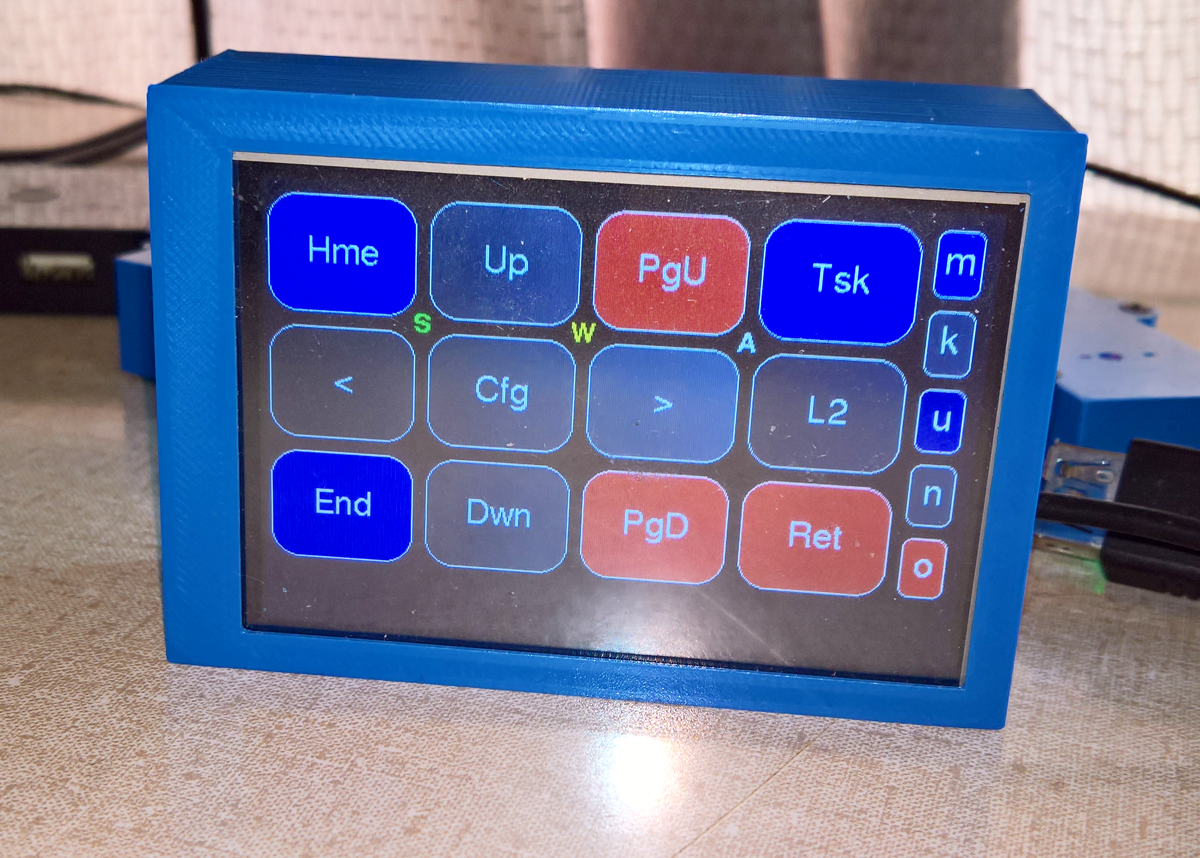 Hme Up PgU Tsk m
S W A k
< Cfg > L2 u
n
End Dwn PgD Ret o